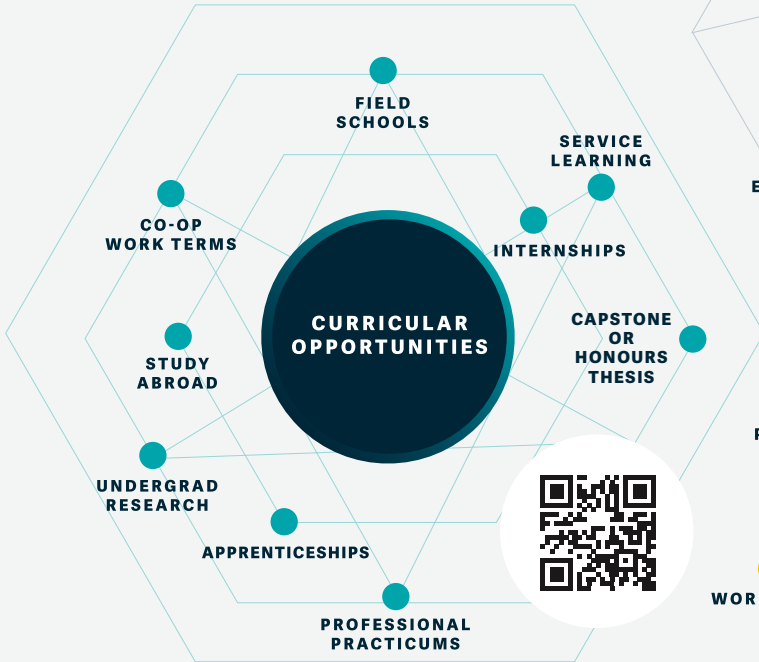 FIELD
SCHOOLS
SERVICE
LEARNING
CO-OP
WORK TERMS
INTERNSHIPS
CURRICULAR
OPPORTUNITIES
CAPSTONE
OR
HONOURS
THESIS
STUDY
ABROAD
UNDERGRAD
RESEARCH
APPRENTICESHIPS
PROFESSIONAL
PRACTICUMS